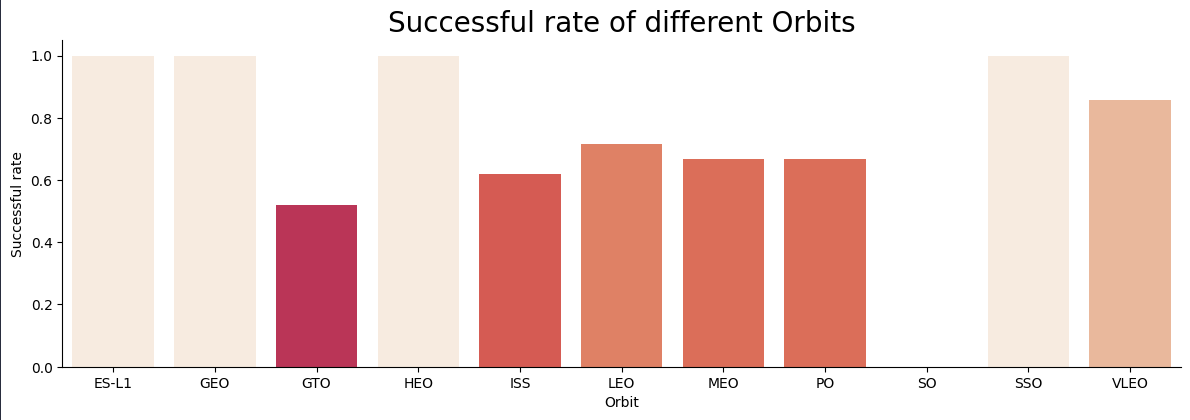 Successful rate of different Orbits
1.0
0.8
0.6
0.4
0.2
0.0
Successful rate
ES-L1 GEO GTO HEO ISS LEO MEO PO SO SSO VLEO
Orbit